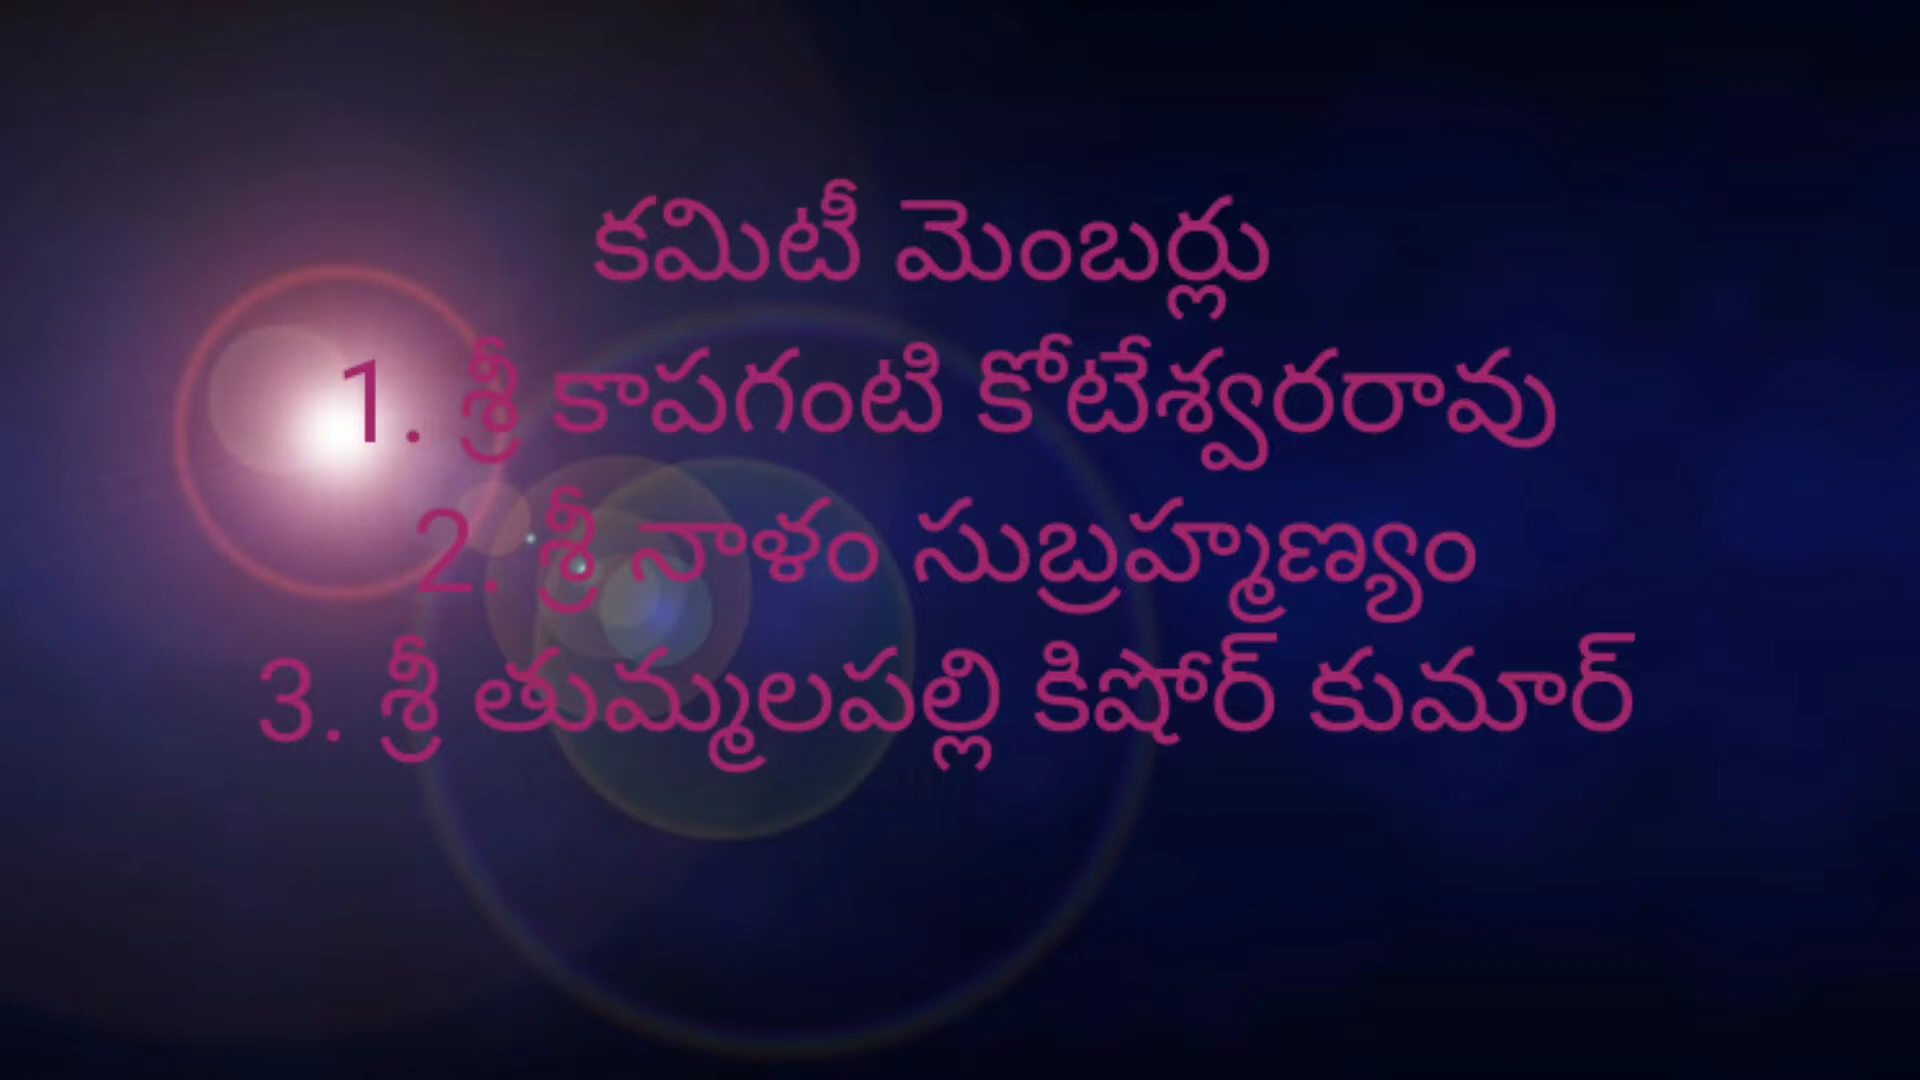 కమిటీ మెంబర్లు
1. శ్రీ కాపగంటి కోటేశ్వరరావు
2. శ్రీ నాళం సుబ్రహ్మణ్యం
3. శ్రీ తుమ్మలపల్లి కిషోర్ కుమార్